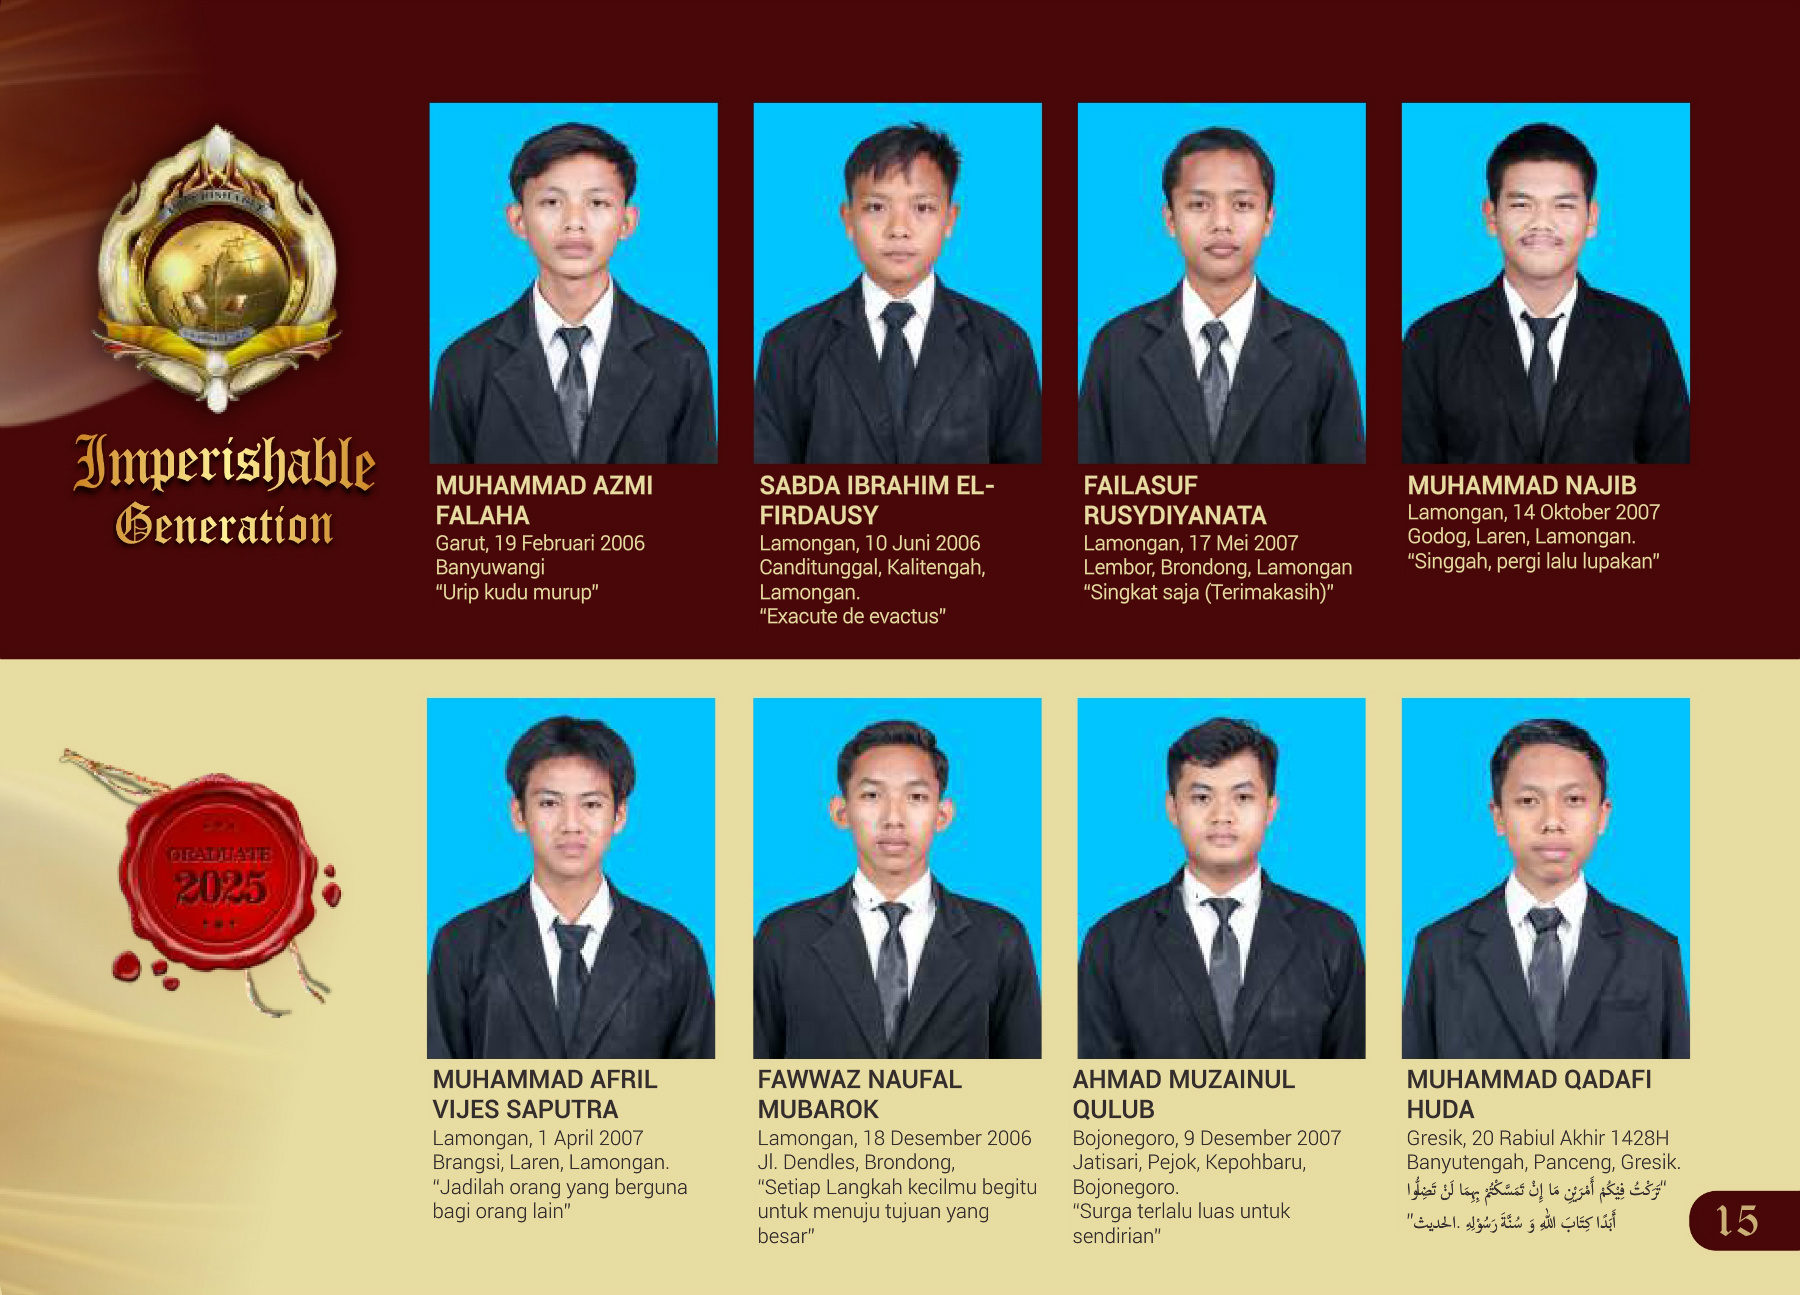 Imperishable
Generation
MUHAMMAD AZMI
FALAHA
Garut, 19 Februari 2006
Banyuwangi
“Urip kudu murup”
SABDA IBRAHIM EL-
FIRDAUSY
Lamongan, 10 Juni 2006
Canditunggal, Kalitengah,
Lamongan.
“Exacute de evactus”
FAILASUF
RUSYDIYANATA
Lamongan, 17 Mei 2007
Lembor, Brondong, Lamongan
“Singkat saja (Terimakasih)”
MUHAMMAD NAJIB
Lamongan, 14 Oktober 2007
Godog, Laren, Lamongan.
“Singgah, pergi lalu lupakan”
GRADUATE
2025
MUHAMMAD AFRIL
VIJES SAPUTRA
Lamongan, 1 April 2007
Brangsi, Laren, Lamongan.
“Jadilah orang yang berguna
bagi orang lain”
FAWWAZ NAUFAL
MUBAROK
Lamongan, 18 Desember 2006
Jl. Dendles, Brondong,
“Setiap Langkah kecilmu begitu
untuk menuju tujuan yang
besar”
AHMAD MUZAINUL
QULUB
Bojonegoro, 9 Desember 2007
Jatisari, Pejok, Kepohbaru,
Bojonegoro.
“Surga terlalu luas untuk
sendirian”
MUHAMMAD QADAFI
HUDA
Gresik, 20 Rabiul Akhir 1428H
Banyutengah, Panceng, Gresik.
“تَرَكْتُ فِيْكُمْ أَمْرَيْنِ مَا إِنْ تَمَسَّكْتُمْ بِهِمَا لَنْ تَضِلُّوا
أَبَدًا كِتَابَ اللهِ وَ سُنَّةَ رَسُوْلِهِ .الحديث”
15